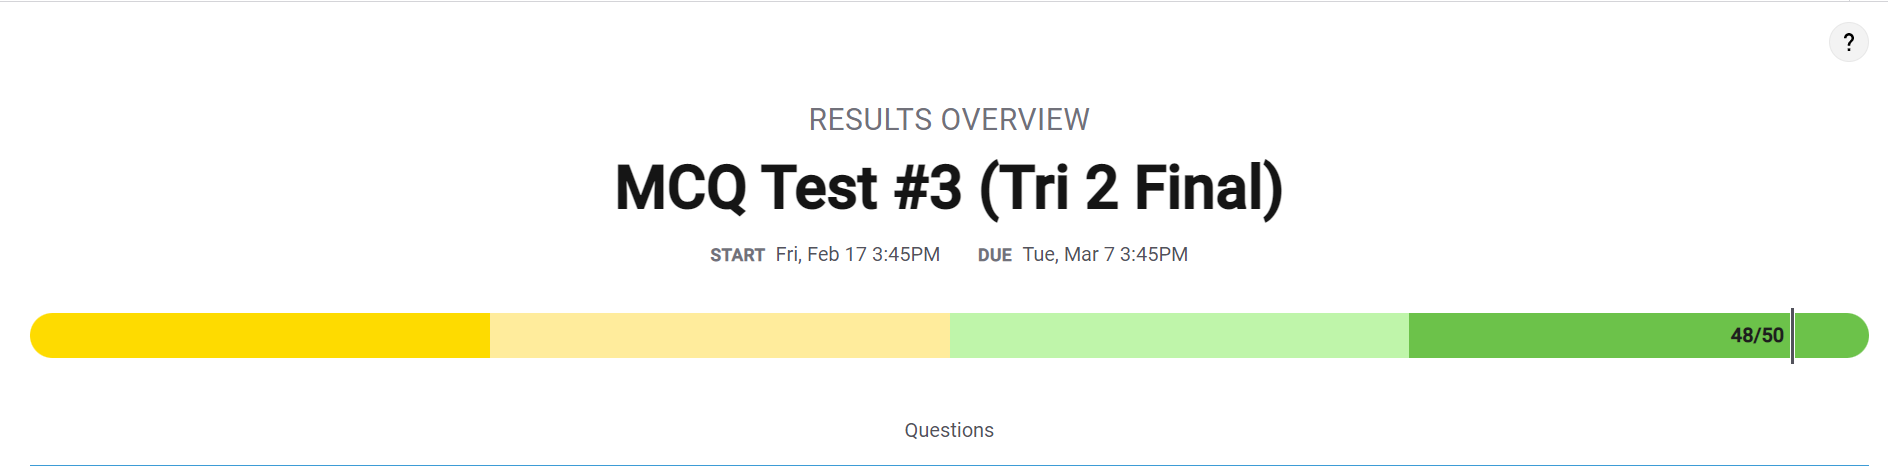 ?
RESULTS OVERVIEW
MCQ Test #3 (Tri 2 Final)
START Fri, Feb 17 3:45PM DUE Tue, Mar 7 3:45PM
48/50
Questions